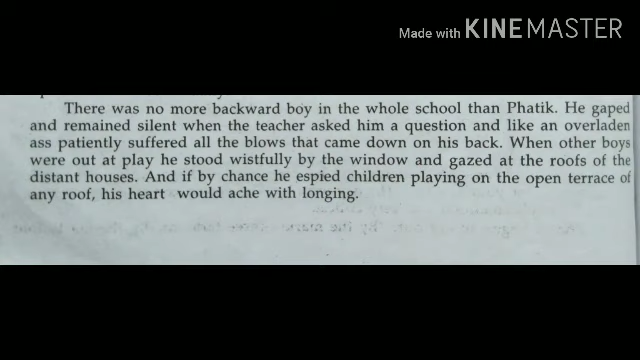 Made with KINEMASTER
There was no more backward boy in the whole school than Phatik. He gaped
and remained silent when the teacher asked him a question and like an overladen
ass patiently suffered all the blows that came down on his back. When other boys
were out at play he stood wistfully by the window and gazed at the roofs of the
distant houses. And if by chance he espied children playing on the open terrace of
any roof, his heart would ache with longing.